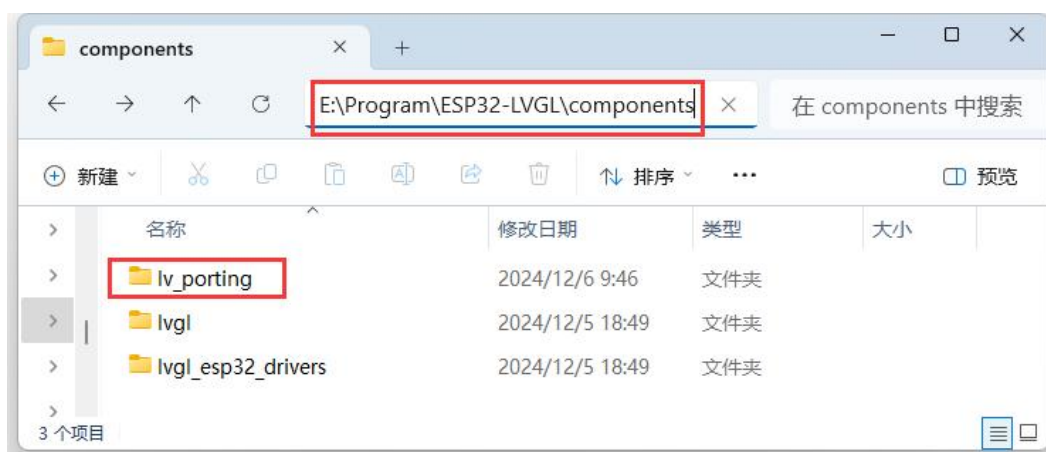 components
E:\Program\ESP32-LVGL\components
在 components 中搜索
新建
排序
预览
名称 修改日期 类型 大小
lv_porting 2024/12/6 9:46 文件夹
lvgl 2024/12/5 18:49 文件夹
lvgl_esp32_drivers 2024/12/5 18:49 文件夹
3 个项目